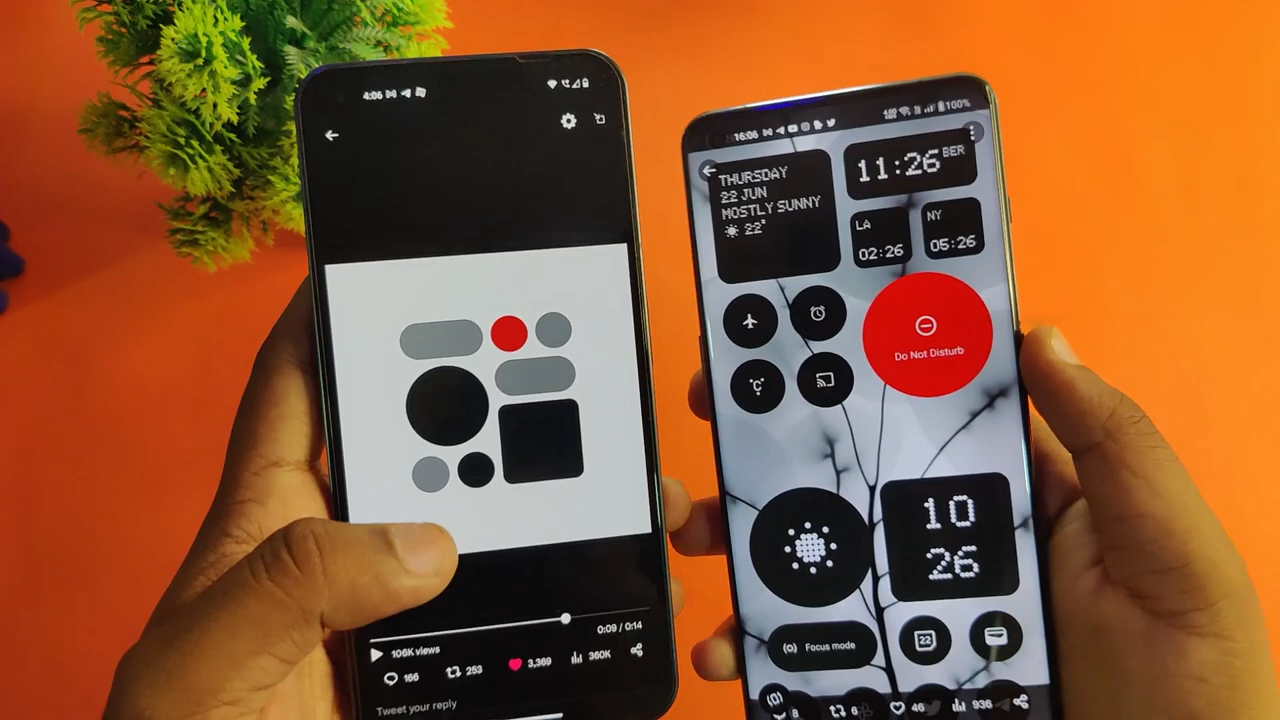 4:06
0:09 / 0:14
106K views
166
253
3,369
360K
Tweet your reply
16:06
100%
THURSDAY
22 JUN
MOSTLY SUNNY
22°
11:26 BER
LA
02:26
NY
05:26
Do Not Disturb
10
26
Focus mode
22
8
6
46
936